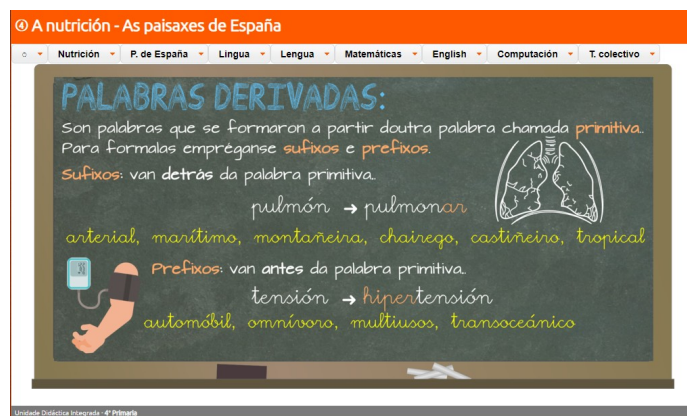 ④ A nutrición - As paisaxes de España
Nutrición P. de España Lingua Lengua Matemáticas English Computación T. colectivo
PALABRAS DERIVADAS:
Son palabras que se formaron a partir doutra palabra chamada primitiva..
Para formalas empréganse sufixos e prefixos.
Sufixos: van detrás da palabra primitiva..
pulmón → pulmonar
arterial, marítimo, montañeira, chairego, castiñeiro, tropical
Prefixos: van antes da palabra primitiva..
tensión → hipertensión
automóbil, omnívoro, multiusos, transoceánico
Unidade Didáctica Integrada - 4º Primaria